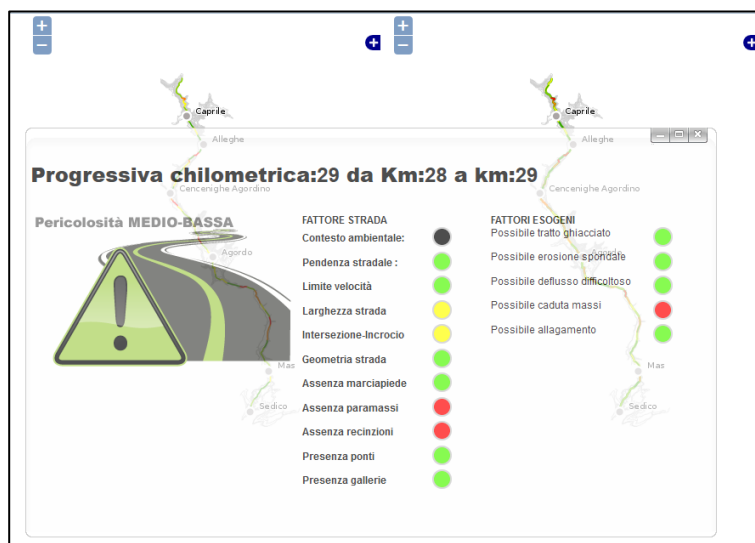 +
−
+
+
−
+
Caprile
Caprile
Alleghe
Alleghe
Progressiva chilometrica:29 da Km:28 a km:29
Cencenighe Agordino
Cencenighe Agordino
Pericolosità MEDIO-BASSA
FATTORE STRADA
Contesto ambientale:
Pendenza stradale :
Limite velocità
Larghezza strada
Intersezione-Incrocio
Geometria strada
Assenza marciapiede
Assenza paramassi
Assenza recinzioni
Presenza ponti
Presenza gallerie
FATTORI ESOGENI
Possibile tratto ghiacciato
Possibile erosione spondale
Possibile deflusso difficoltoso
Possibile caduta massi
Possibile allagamento
Agordo
Agordo
Mas
Mas
Sedico
Sedico